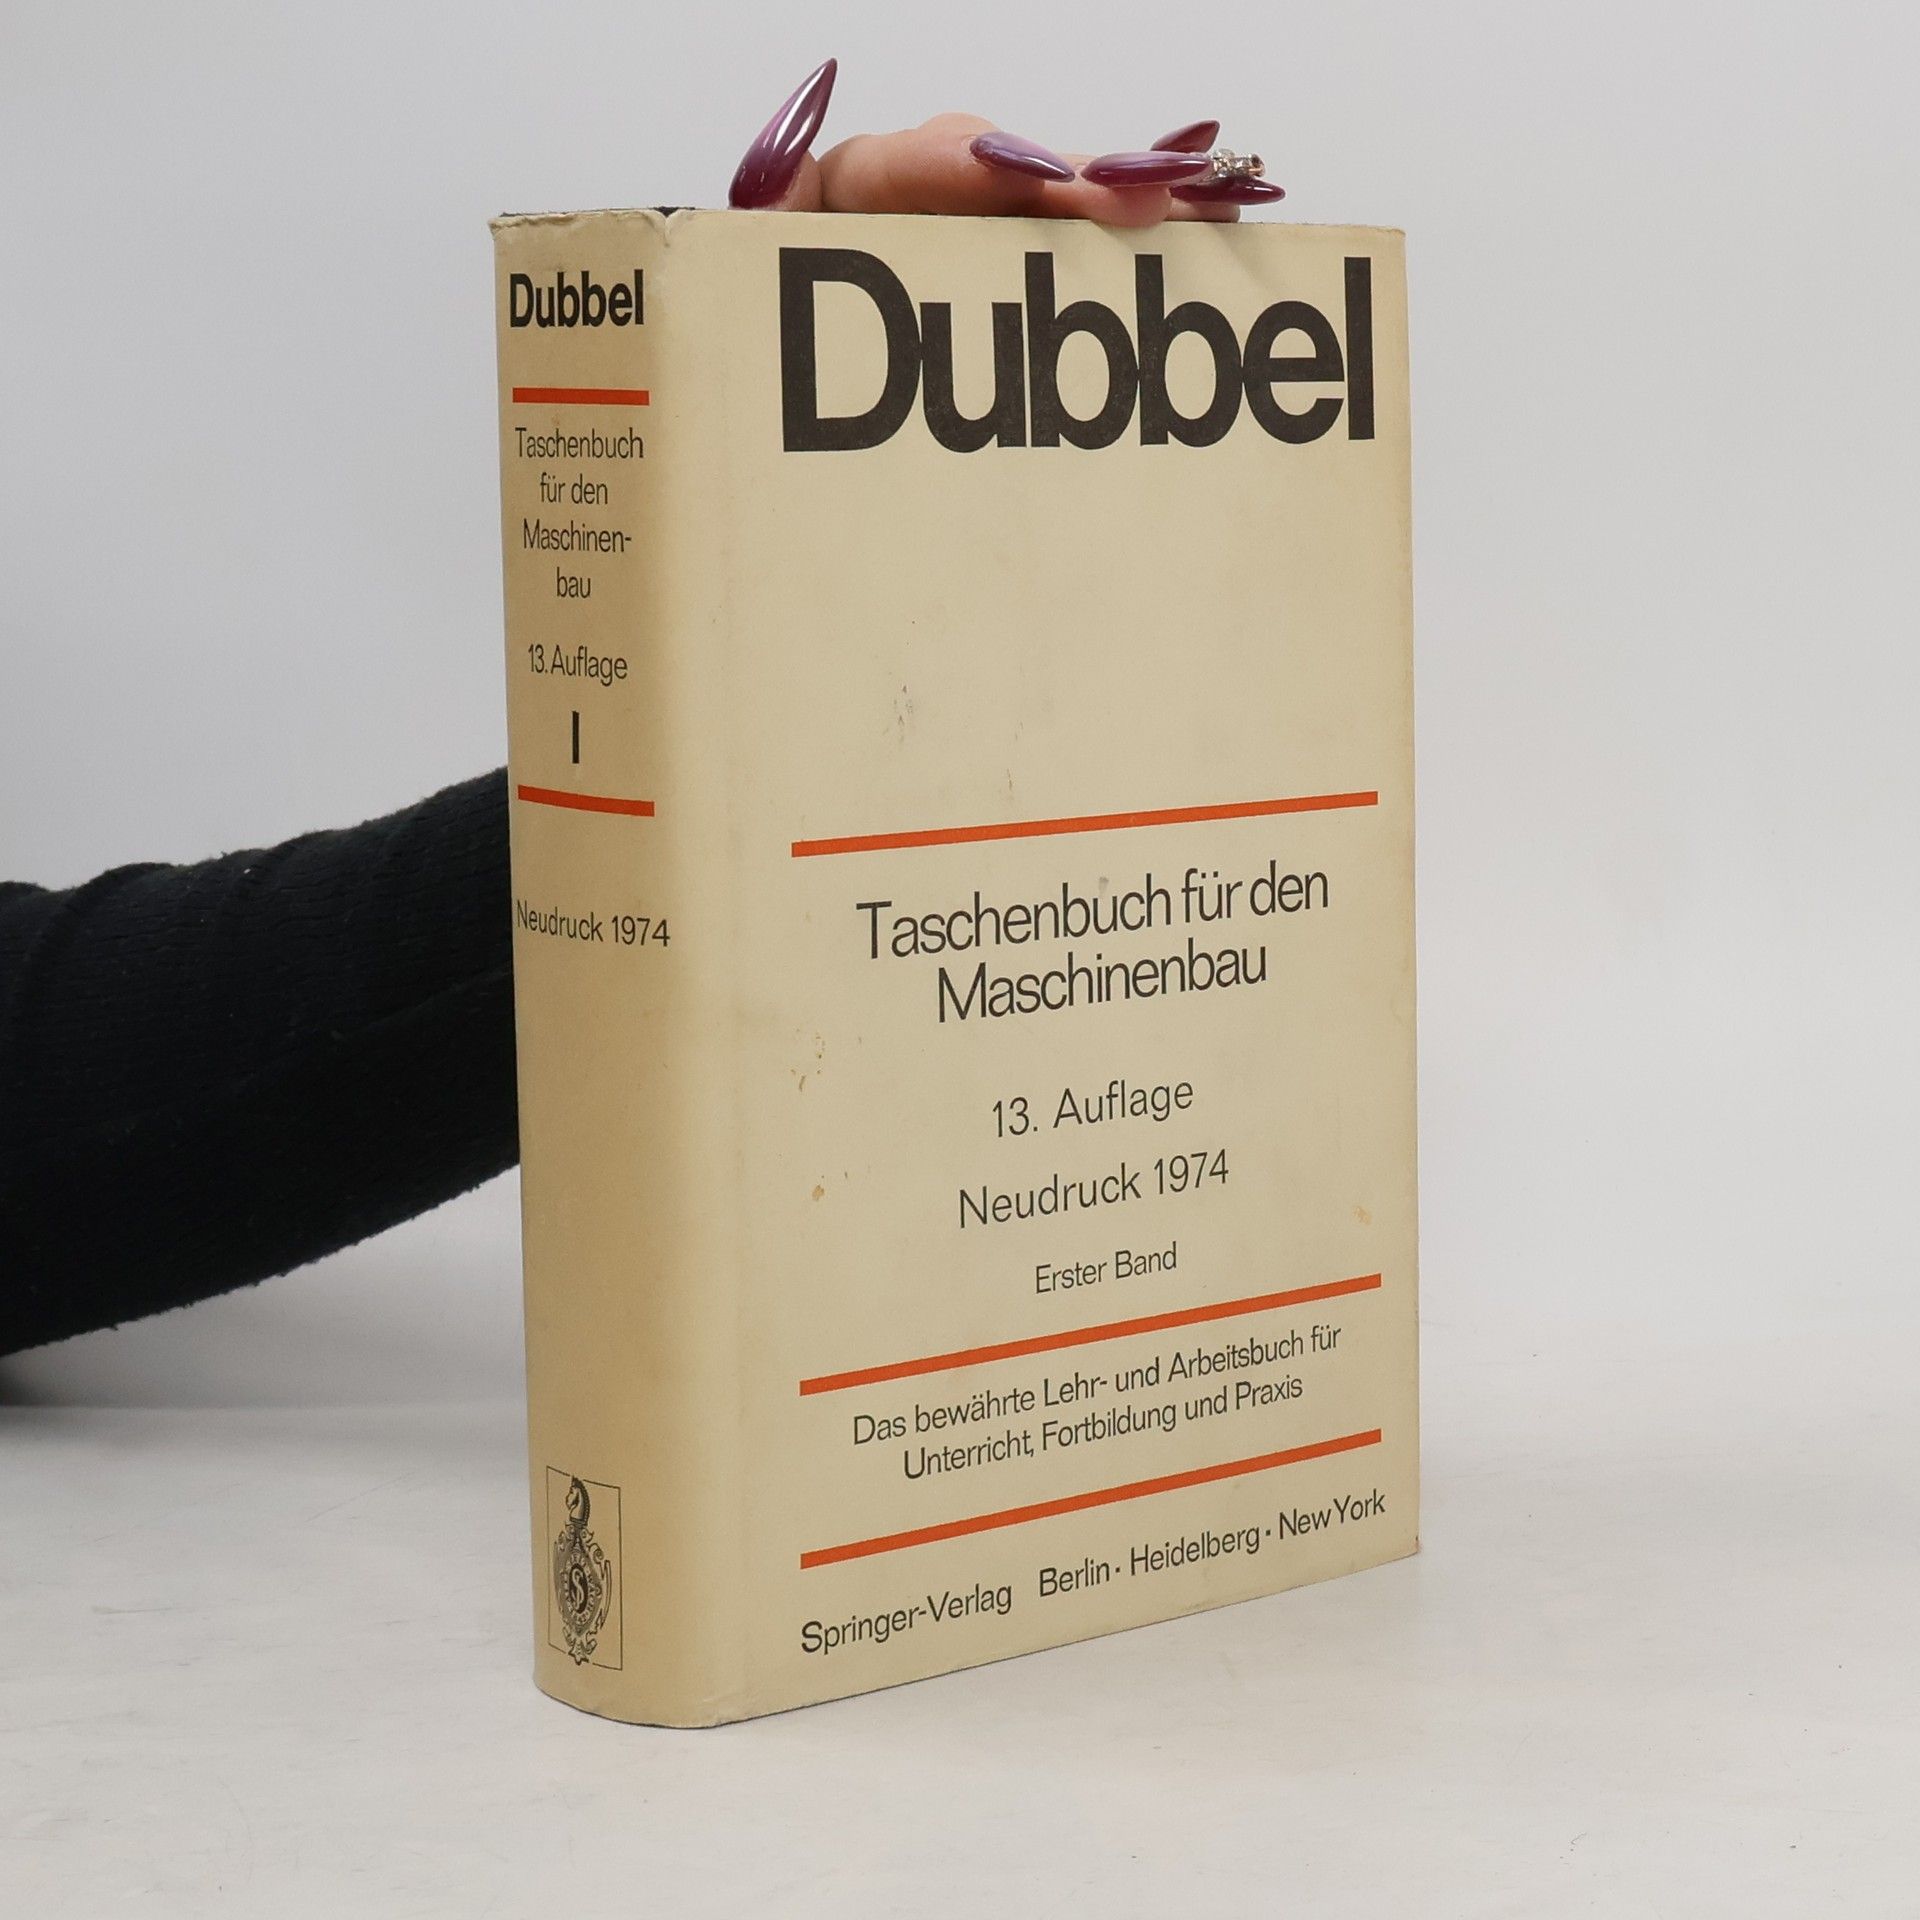 Dubbel
Taschenbuch
für den
Maschinen-
bau
13. Auflage
I
Neudruck 1974
Dubbel
Taschenbuch für den
Maschinenbau
13. Auflage
Neudruck 1974
Erster Band
Das bewährte Lehr- und Arbeitsbuch für
Unterricht, Fortbildung und Praxis
Springer-Verlag Berlin · Heidelberg · New York